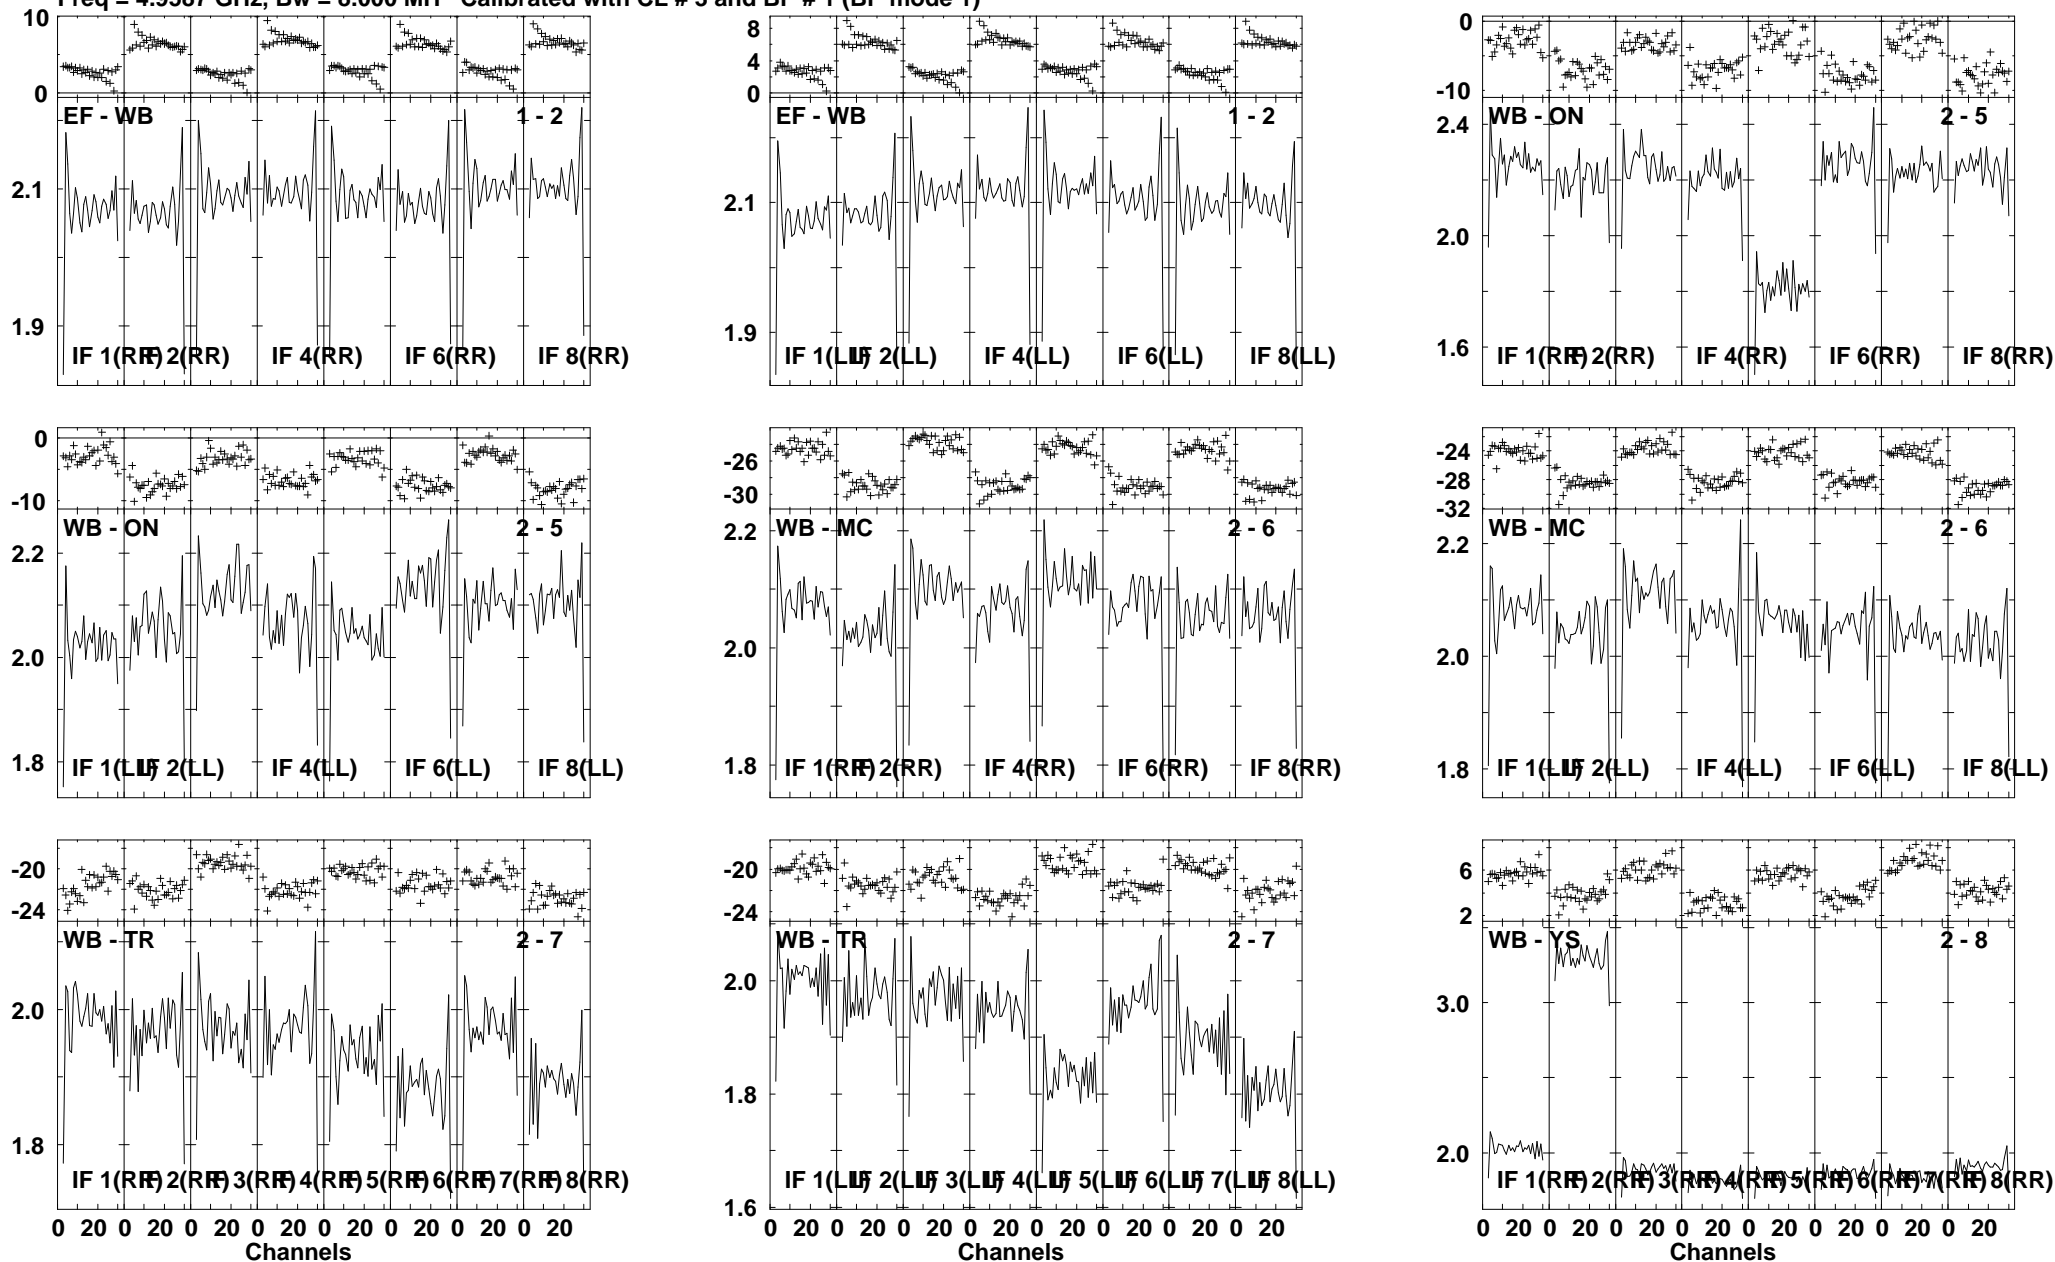 Freq = 4.9587 GHz, Bw = 8.000 MH Calibrated with CL # 3 and BP # 1 (BP mode 1)
10
0
EF - WB 1 - 2
2.1
1.9
IF 1(RR) IF 2(RR) IF 4(RR) IF 6(RR) IF 8(RR)
8
4
0
EF - WB 1 - 2
2.1
1.9
IF 1(LL) IF 2(LL) IF 4(LL) IF 6(LL) IF 8(LL)
0
-10
WB - ON 2 - 5
2.4
2.0
1.6
IF 1(RR) IF 2(RR) IF 4(RR) IF 6(RR) IF 8(RR)
0
-10
WB - ON 2 - 5
2.2
2.0
1.8
IF 1(LL) IF 2(LL) IF 4(LL) IF 6(LL) IF 8(LL)
-26
-30
WB - MC 2 - 6
2.2
2.0
1.8
IF 1(RR) IF 2(RR) IF 4(RR) IF 6(RR) IF 8(RR)
-24
-28
-32
WB - MC 2 - 6
2.2
2.0
1.8
IF 1(LL) IF 2(LL) IF 4(LL) IF 6(LL) IF 8(LL)
-20
-24
WB - TR 2 - 7
2.0
1.8
IF 1(RR) IF 2(RR) IF 3(RR) IF 4(RR) IF 5(RR) IF 6(RR) IF 7(RR) IF 8(RR)
0 20 0 20 0 20 0 20 0 20 0 20 0 20 0 20
Channels
-20
-24
WB - TR 2 - 7
2.0
1.8
1.6
IF 1(LL) IF 2(LL) IF 3(LL) IF 4(LL) IF 5(LL) IF 6(LL) IF 7(LL) IF 8(LL)
0 20 0 20 0 20 0 20 0 20 0 20 0 20 0 20
Channels
6
2
WB - YS 2 - 8
3.0
2.0
IF 1(RR) IF 2(RR) IF 3(RR) IF 4(RR) IF 5(RR) IF 6(RR) IF 7(RR) IF 8(RR)
0 20 0 20 0 20 0 20 0 20 0 20 0 20 0 20
Channels